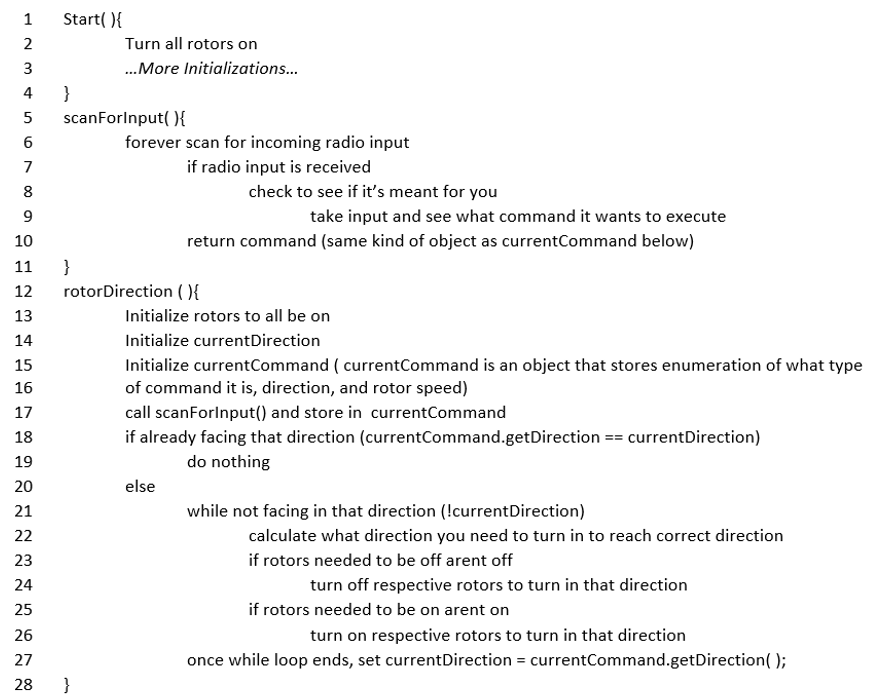 1 Start( ){
2 Turn all rotors on
3 …More Initializations…
4 }
5 scanForInput( ){
6 forever scan for incoming radio input
7 if radio input is received
8 check to see if it’s meant for you
9 take input and see what command it wants to execute
10 return command (same kind of object as currentCommand below)
11 }
12 rotorDirection ( ){
13 Initialize rotors to all be on
14 Initialize currentDirection
15 Initialize currentCommand ( currentCommand is an object that stores enumeration of what type
16 of command it is, direction, and rotor speed)
17 call scanForInput() and store in currentCommand
18 if already facing that direction (currentCommand.getDirection == currentDirection)
19 do nothing
20 else
21 while not facing in that direction (!currentDirection)
22 calculate what direction you need to turn in to reach correct direction
23 if rotors needed to be off arent off
24 turn off respective rotors to turn in that direction
25 if rotors needed to be on arent on
26 turn on respective rotors to turn in that direction
27 once while loop ends, set currentDirection = currentCommand.getDirection( );
28 }